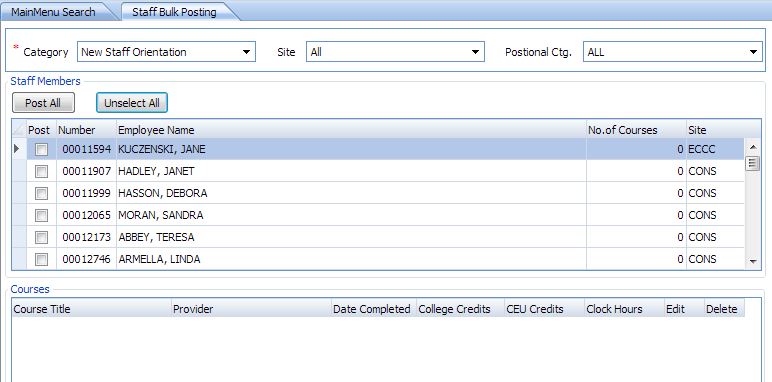 MainMenu Search Staff Bulk Posting
* Category New Staff Orientation Site All Postional Ctg. ALL
Staff Members
Post All Unselect All
Post Number Employee Name No.of Courses Site
00011594 KUCZENSKI, JANE 0 ECCC
00011907 HADLEY, JANET 0 CONS
00011999 HASSON, DEBORA 0 CONS
00012065 MORAN, SANDRA 0 CONS
00012173 ABBEY, TERESA 0 CONS
00012746 ARMELLA, LINDA 0 CONS
Courses
Course Title Provider Date Completed College Credits CEU Credits Clock Hours Edit Delete